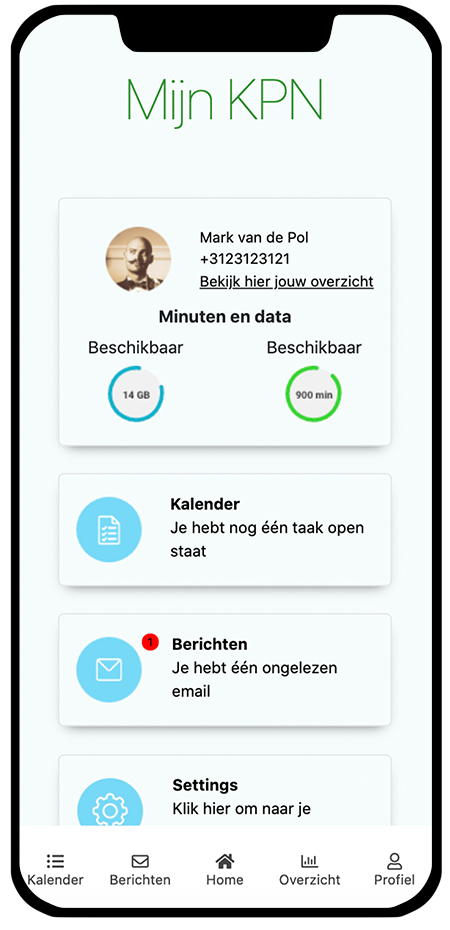 Mijn KPN
Mark van de Pol
+3123123121
Bekijk hier jouw overzicht
Minuten en data
Beschikbaar
Beschikbaar
14 GB
900 min
Kalender
Je hebt nog één taak open
staat
1
Berichten
Je hebt één ongelezen
email
Settings
Klik hier om naar je
Kalender
Berichten
Home
Overzicht
Profiel